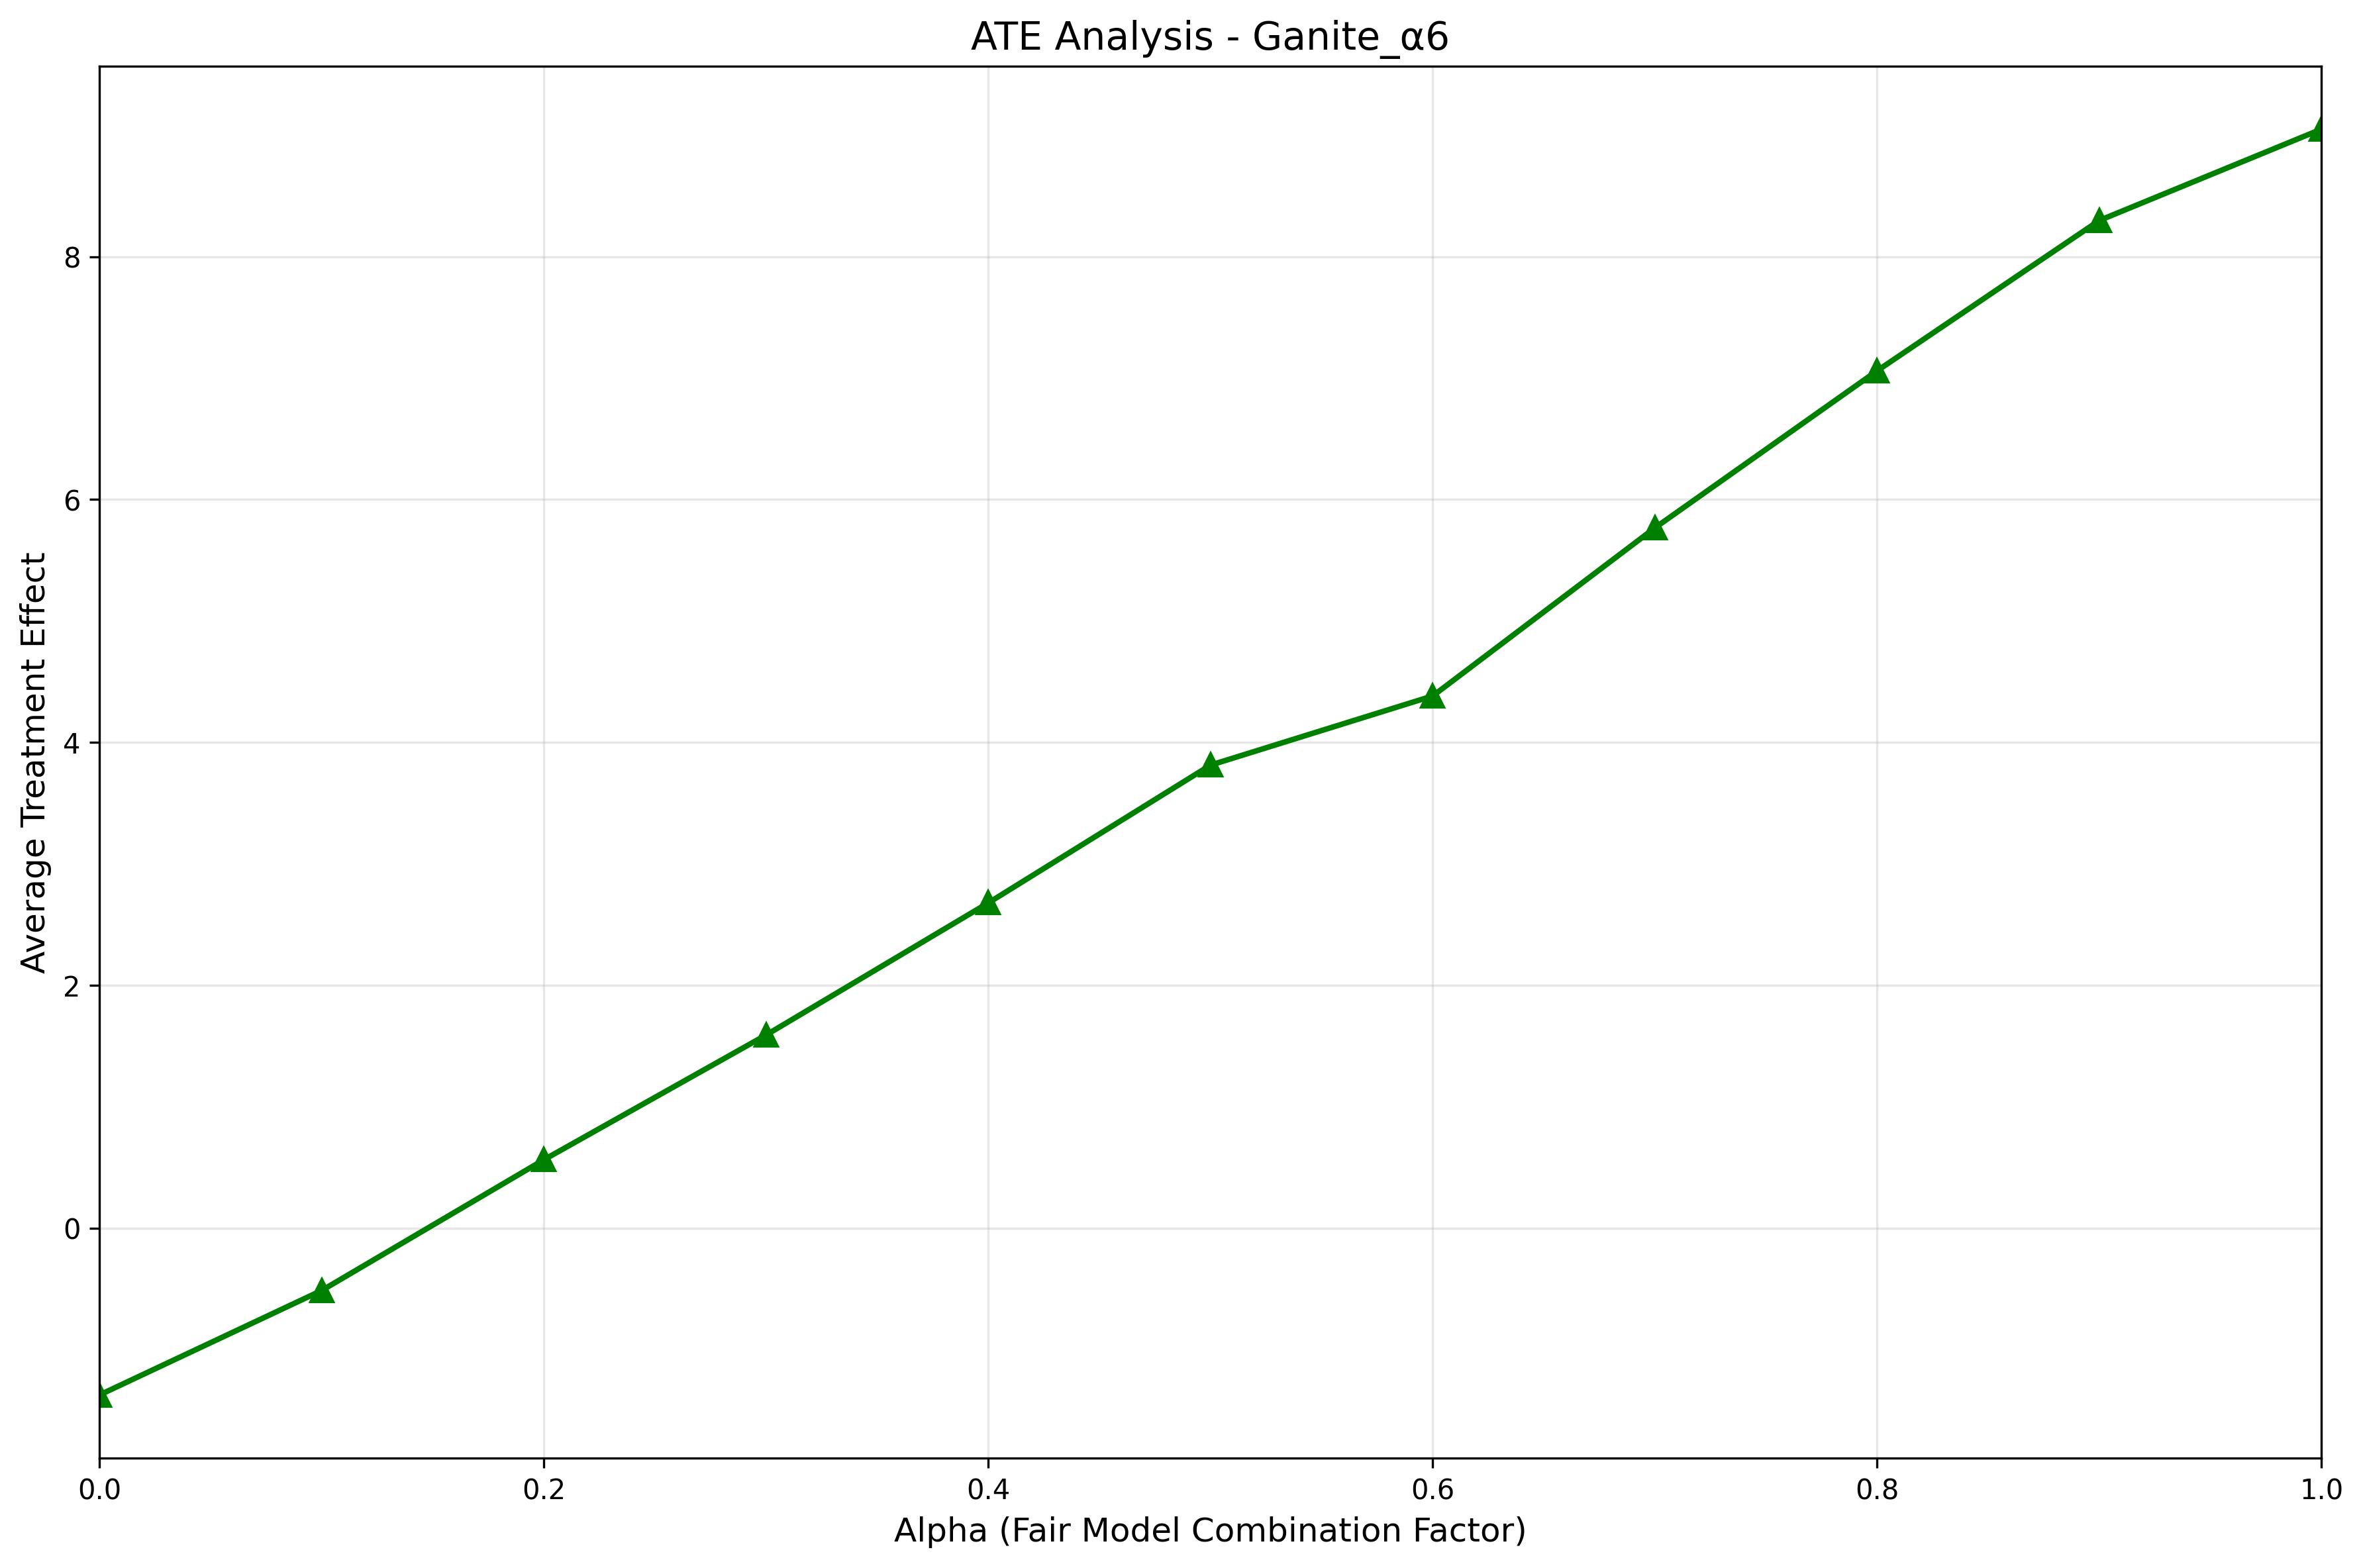 ATE Analysis - Ganite_α6
Average Treatment Effect
8
6
4
2
0
0.0 0.2 0.4 0.6 0.8 1.0
Alpha (Fair Model Combination Factor)